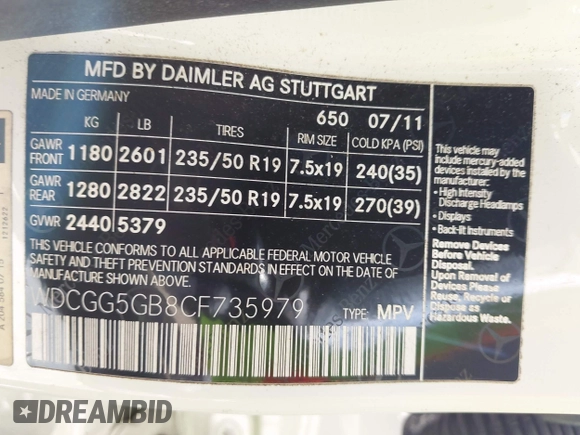 MFD BY DAIMLER AG STUTTGART
MADE IN GERMANY
650 07/11
KG LB TIRES RIM SIZE COLD KPA (PSI)
GAWR FRONT 1180 2601 235/50 R19 7.5x19 240(35)
GAWR REAR 1280 2822 235/50 R19 7.5x19 270(39)
GVWR 2440 5379
THIS VEHICLE CONFORMS TO ALL APPLICABLE FEDERAL MOTOR VEHICLE
SAFETY AND THEFT PREVENTION STANDARDS IN EFFECT ON THE DATE OF
MANUFACTURE SHOWN ABOVE.
WDCGG5GB8CF735979
TYPE: MPV
This vehicle may
include mercury-added
devices installed by the
manufacturer:
• High Intensity
Discharge Headlamps
• Displays
• Back-lit Instruments
Remove Devices
Before Vehicle
Disposal.
Upon Removal of
Devices Please
Reuse, Recycle
or Dispose as
Hazardous Waste.
DREAMBID